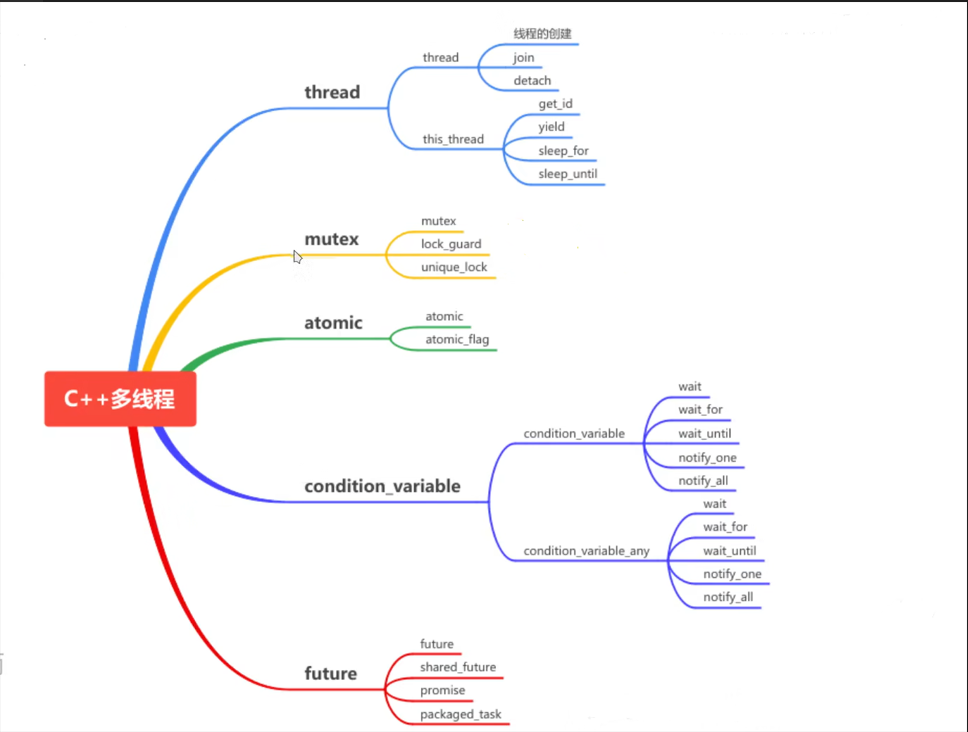 C++多线程
thread
thread
线程的创建
join
detach
this_thread
get_id
yield
sleep_for
sleep_until
mutex
mutex
lock_guard
unique_lock
atomic
atomic
atomic_flag
condition_variable
condition_variable
wait
wait_for
wait_until
notify_one
notify_all
condition_variable_any
wait
wait_for
wait_until
notify_one
notify_all
future
future
shared_future
promise
packaged_task